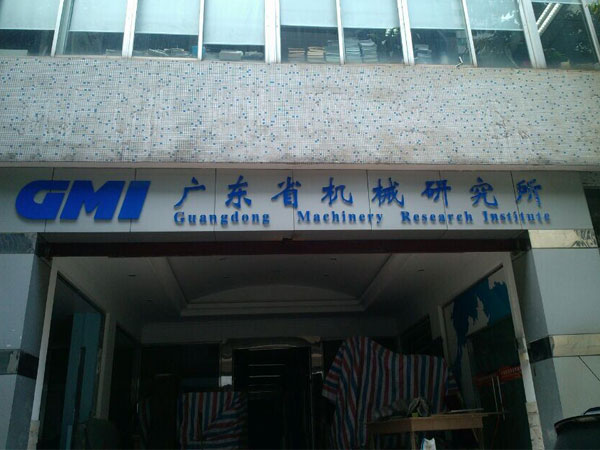 GMI 广东省机械研究所
Guangdong Machinery Research Institute